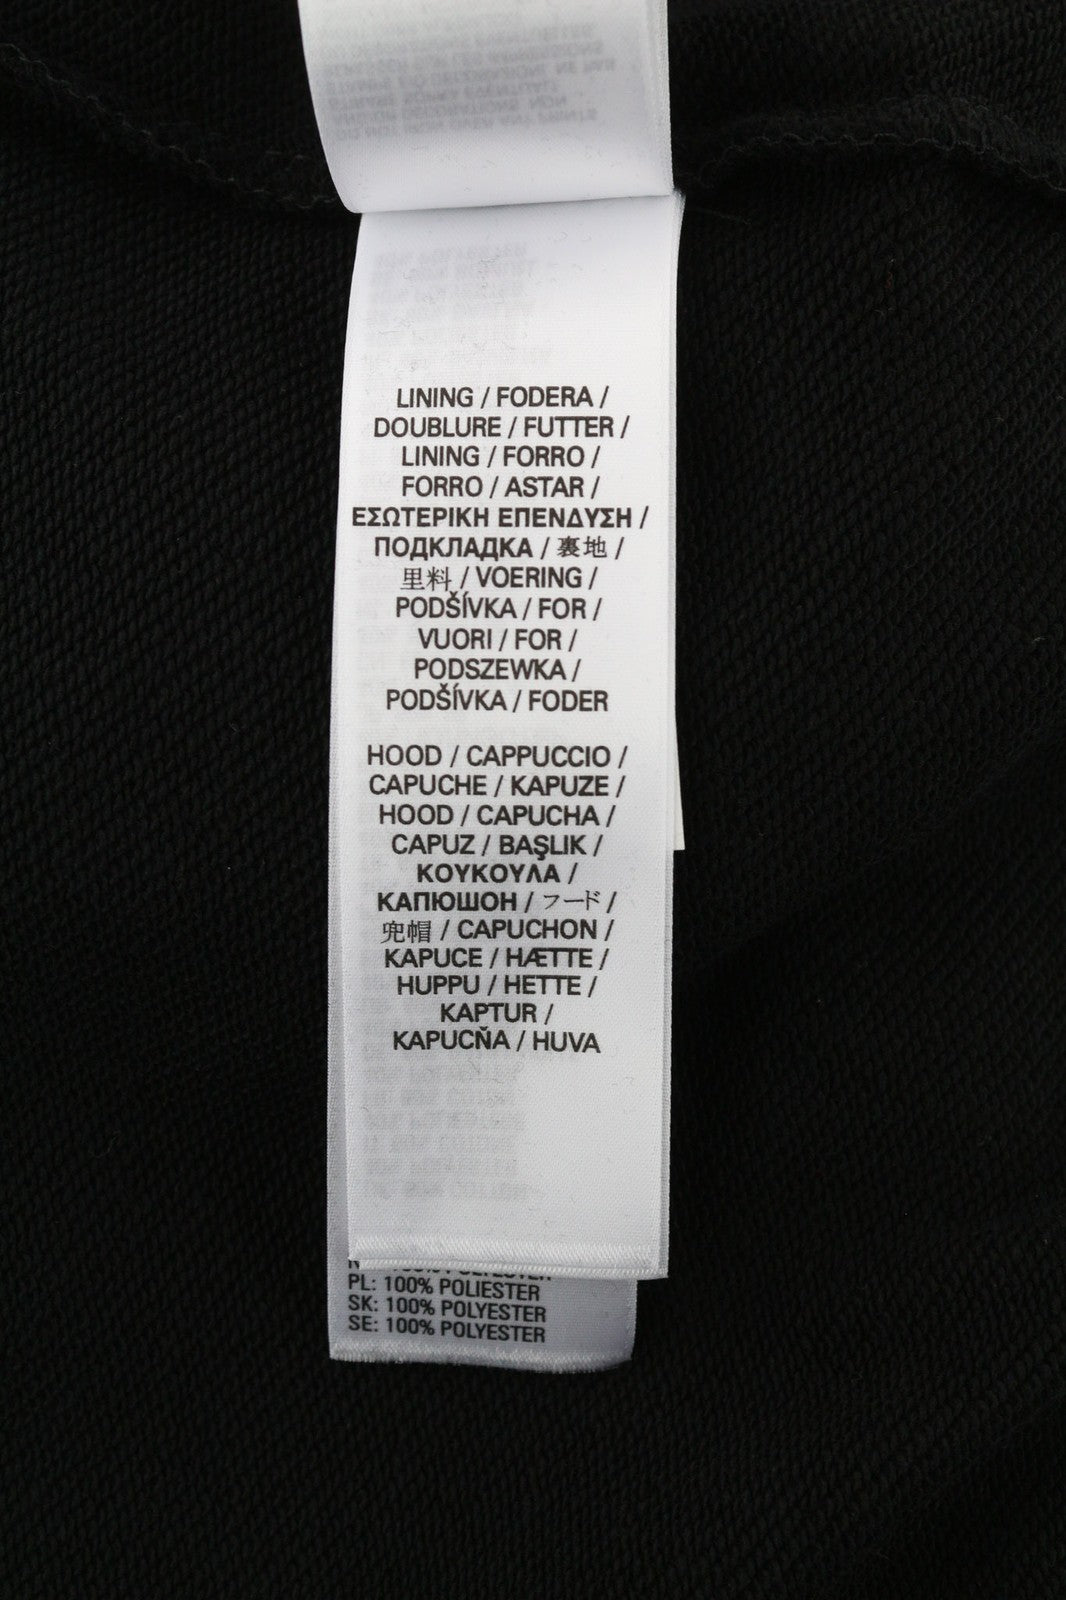 LINING / FODERA /
DOUBLURE / FUTTER /
LINING / FORRO /
FORRO / ASTAR /
ΕΣΩΤΕΡΙΚΗ ΕΠΕΝΔΥΣΗ /
ПОДКЛАДКА / 裏地 /
里料 / VOERING /
PODŠÍVKA / FOR /
VUORI / FOR /
PODSZEWKA /
PODŠÍVKA / FODER
HOOD / CAPPUCCIO /
CAPUCHE / KAPUZE /
HOOD / CAPUCHA /
CAPUZ / BAŞLIK /
ΚΟΥΚΟΥΛΑ /
КАПЮШОН / フード /
兜帽 / CAPUCHON /
KAPUCE / HÆTTE /
HUPPU / HETTE /
KAPTUR /
KAPUCŇA / HUVA
PL: 100% POLIESTER
SK: 100% POLYESTER
SE: 100% POLYESTER